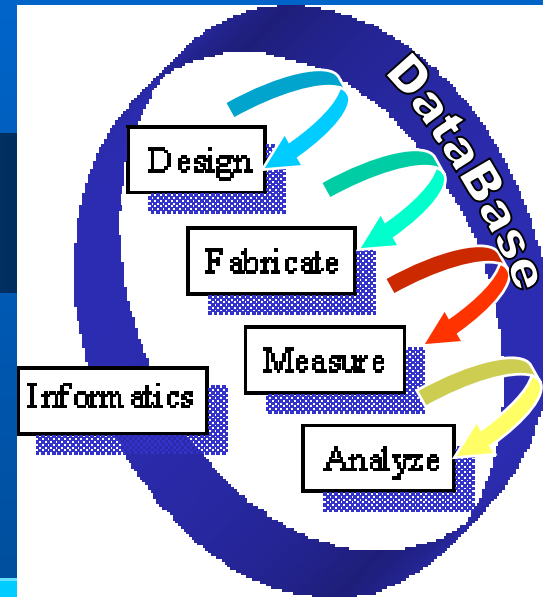 DataBase
Design
Fabricate
Measure
Informatics
Analyze